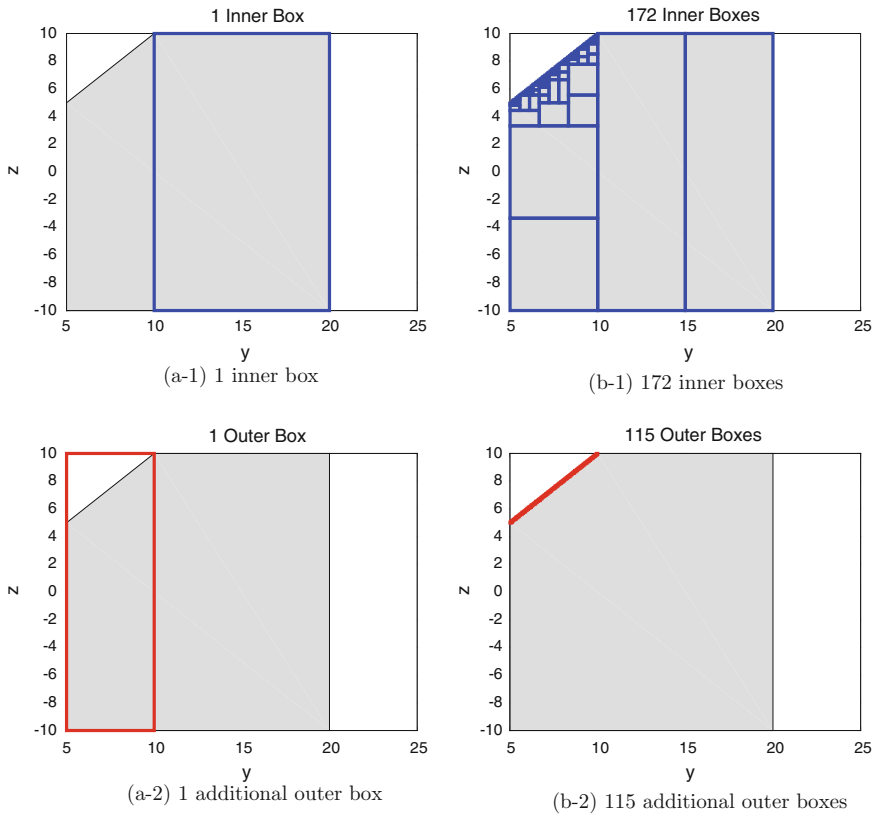 1 Inner Box
10
8
6
4
2
0
-2
-4
-6
-8
-10
z
5 10 15 20 25
y
(a-1) 1 inner box
172 Inner Boxes
10
8
6
4
2
0
-2
-4
-6
-8
-10
z
5 10 15 20 25
y
(b-1) 172 inner boxes
1 Outer Box
10
8
6
4
2
0
-2
-4
-6
-8
-10
z
5 10 15 20 25
y
(a-2) 1 additional outer box
115 Outer Boxes
10
8
6
4
2
0
-2
-4
-6
-8
-10
z
5 10 15 20 25
y
(b-2) 115 additional outer boxes